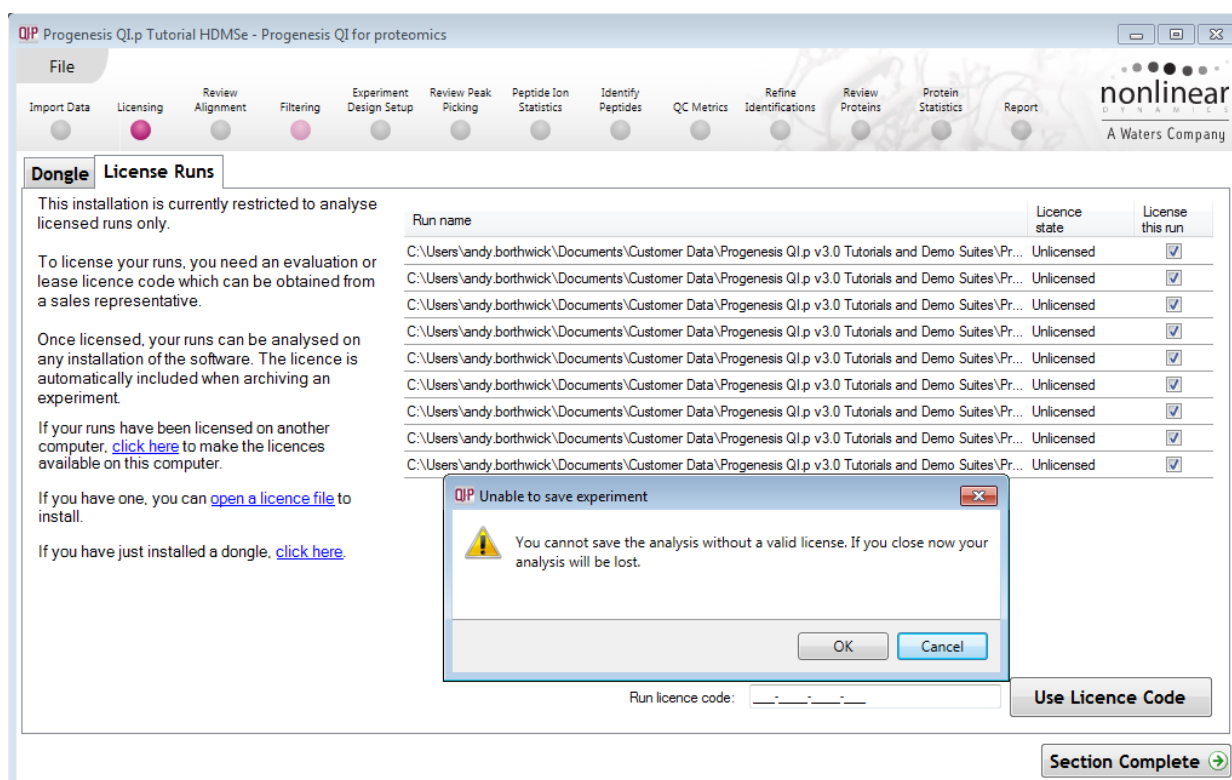 QI.P Progenesis QI.p Tutorial HDMSe - Progenesis QI for proteomics
File
Import Data
Licensing
Review
Alignment
Filtering
Experiment
Design Setup
Review Peak
Picking
Peptide Ion
Statistics
Identify
Peptides
QC Metrics
Refine
Identifications
Review
Proteins
Protein
Statistics
Report
nonlinear
DYNAMICS
A Waters Company
Dongle
License Runs
This installation is currently restricted to analyse
licensed runs only.
To license your runs, you need an evaluation or
lease licence code which can be obtained from
a sales representative.
Once licensed, your runs can be analysed on
any installation of the software. The licence is
automatically included when archiving an
experiment.
If your runs have been licensed on another
computer, click here to make the licences
available on this computer.
If you have one, you can open a licence file to
install.
If you have just installed a dongle, click here.
Run name
Licence
state
License
this run
C:\Users\andy.borthwick\Documents\Customer Data\Progenesis QI.p v3.0 Tutorials and Demo Suites\Pr... Unlicensed
C:\Users\andy.borthwick\Documents\Customer Data\Progenesis QI.p v3.0 Tutorials and Demo Suites\Pr... Unlicensed
C:\Users\andy.borthwick\Documents\Customer Data\Progenesis QI.p v3.0 Tutorials and Demo Suites\Pr... Unlicensed
C:\Users\andy.borthwick\Documents\Customer Data\Progenesis QI.p v3.0 Tutorials and Demo Suites\Pr... Unlicensed
C:\Users\andy.borthwick\Documents\Customer Data\Progenesis QI.p v3.0 Tutorials and Demo Suites\Pr... Unlicensed
C:\Users\andy.borthwick\Documents\Customer Data\Progenesis QI.p v3.0 Tutorials and Demo Suites\Pr... Unlicensed
C:\Users\andy.borthwick\Documents\Customer Data\Progenesis QI.p v3.0 Tutorials and Demo Suites\Pr... Unlicensed
C:\Users\andy.borthwick\Documents\Customer Data\Progenesis QI.p v3.0 Tutorials and Demo Suites\Pr... Unlicensed
C:\Users\andy.borthwick\Documents\Customer Data\Progenesis QI.p v3.0 Tutorials and Demo Suites\Pr... Unlicensed
QI.P Unable to save experiment
You cannot save the analysis without a valid license. If you close now your
analysis will be lost.
OK
Cancel
Run licence code: ___-____-____-___
Use Licence Code
Section Complete